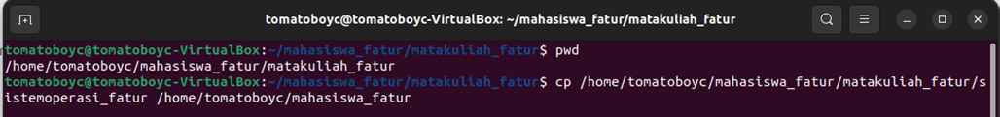 tomatoboyc@tomatoboyc-VirtualBox: ~/mahasiswa_fatur/matakuliah_fatur
tomatoboyc@tomatoboyc-VirtualBox:~/mahasiswa_fatur/matakuliah_fatur$ pwd
/home/tomatoboyc/mahasiswa_fatur/matakuliah_fatur
tomatoboyc@tomatoboyc-VirtualBox:~/mahasiswa_fatur/matakuliah_fatur$ cp /home/tomatoboyc/mahasiswa_fatur/matakuliah_fatur/s
istemoperasi_fatur /home/tomatoboyc/mahasiswa_fatur